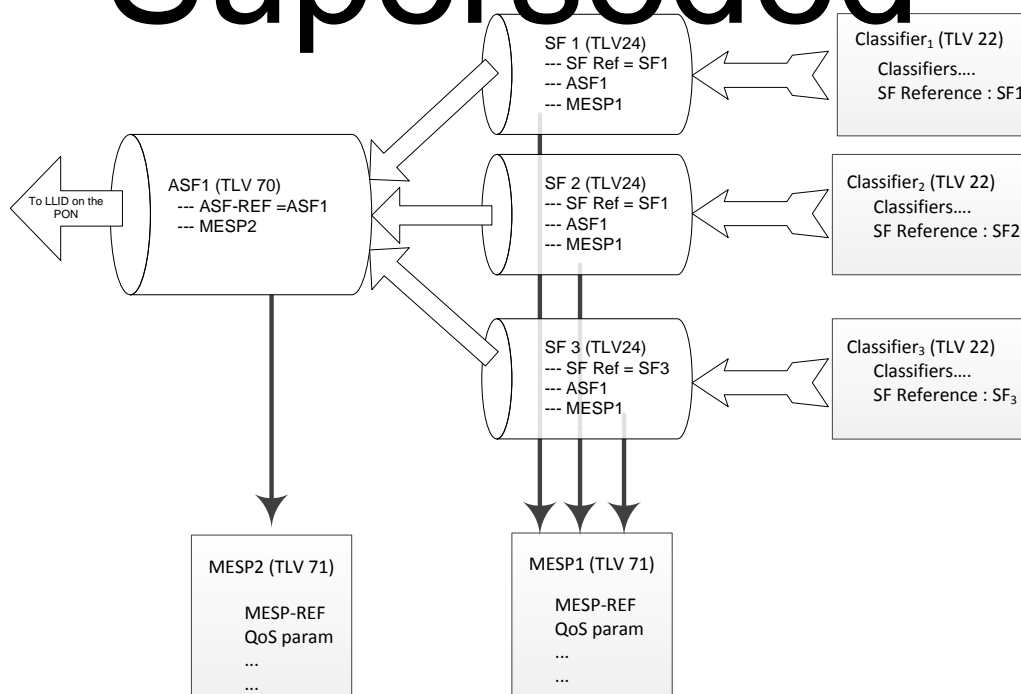 Superseded
SF 1 (TLV24)
--- SF Ref = SF1
--- ASF1
--- MESP1
Classifier₁ (TLV 22)
Classifiers....
SF Reference : SF1
ASF1 (TLV 70)
--- ASF-REF =ASF1
--- MESP2
To LLID on the
PON
SF 2 (TLV24)
--- SF Ref = SF1
--- ASF1
--- MESP1
Classifier₂ (TLV 22)
Classifiers....
SF Reference : SF2
SF 3 (TLV24)
--- SF Ref = SF3
--- ASF1
--- MESP1
Classifier₃ (TLV 22)
Classifiers....
SF Reference : SF₃
MESP2 (TLV 71)
MESP-REF
QoS param
...
...
MESP1 (TLV 71)
MESP-REF
QoS param
...
...